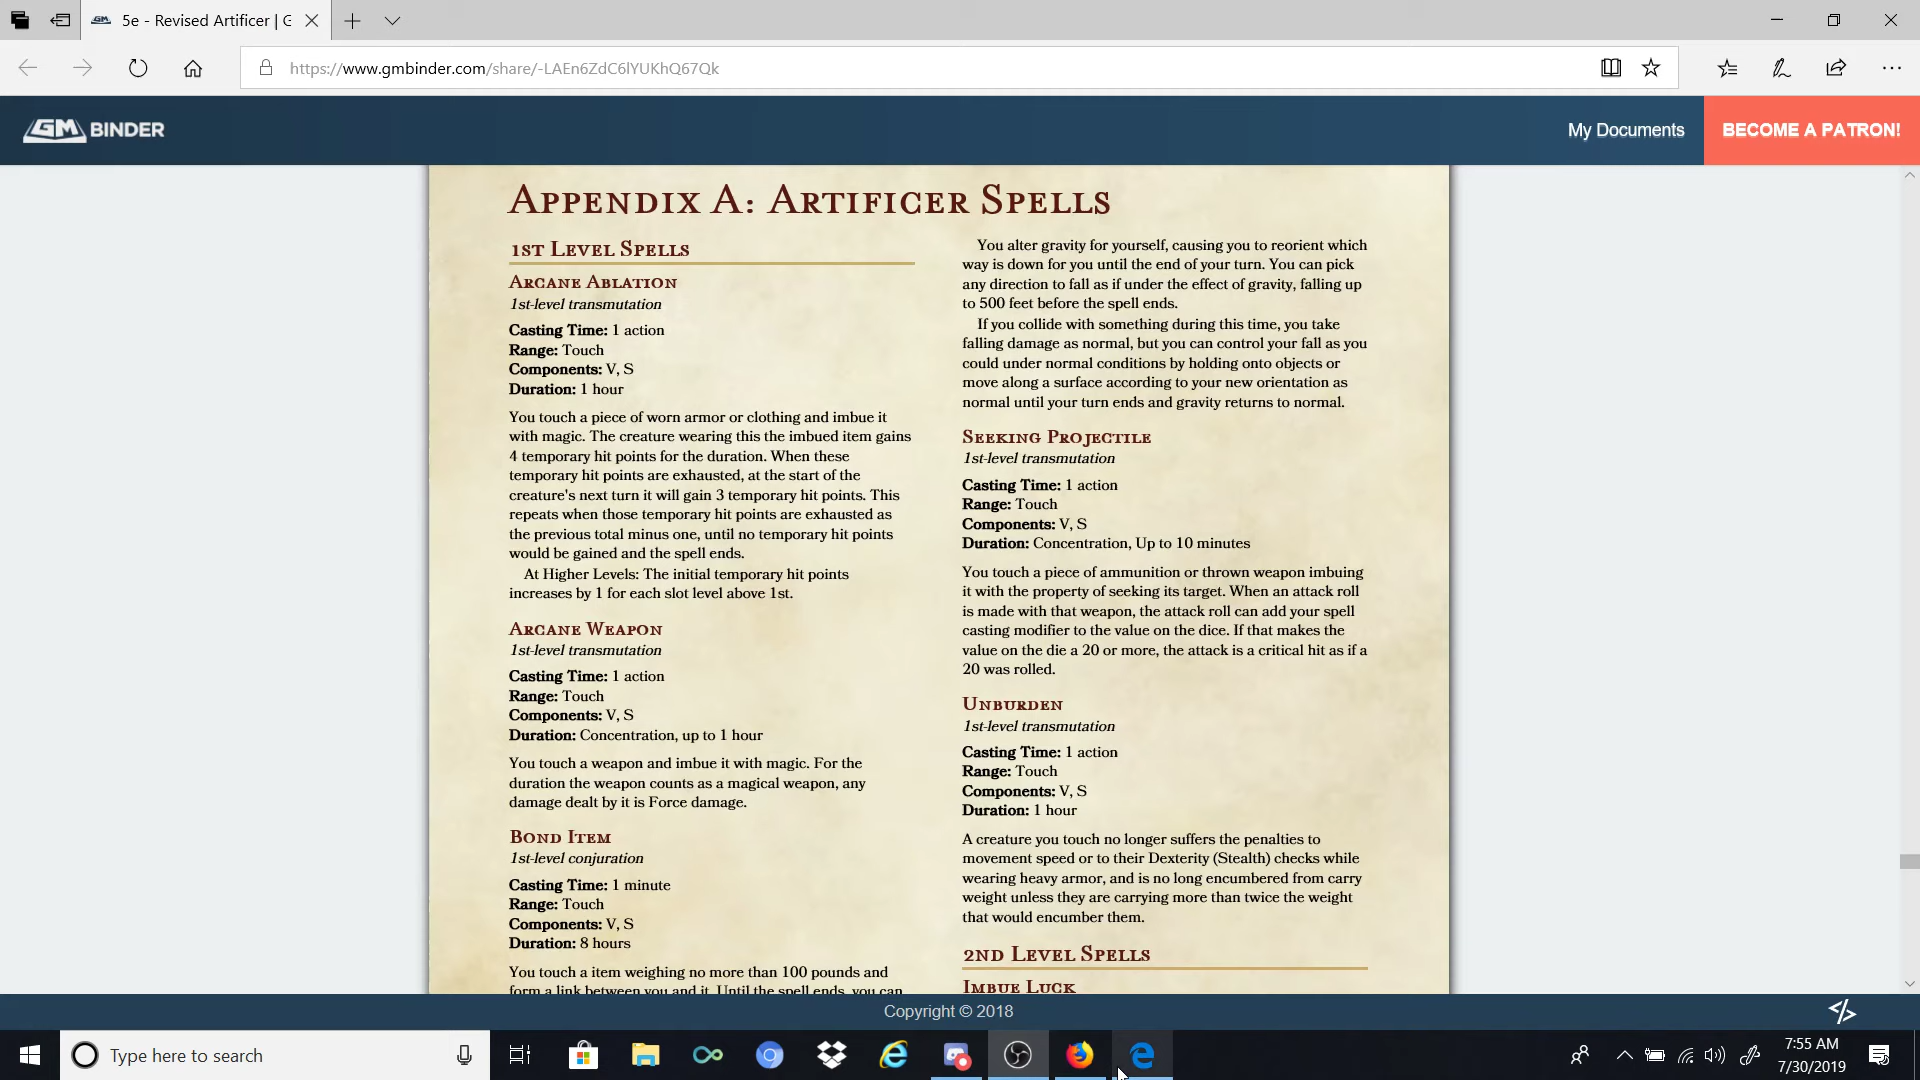 5e - Revised Artificer | G
https://www.gmbinder.com/share/-LAEn6ZdC6lYUKhQ67Qk
GM BINDER
My Documents
BECOME A PATRON!
Appendix A: Artificer Spells
1st Level Spells
Arcane Ablation
1st-level transmutation
Casting Time: 1 action
Range: Touch
Components: V, S
Duration: 1 hour
You touch a piece of worn armor or clothing and imbue it
with magic. The creature wearing this the imbued item gains
4 temporary hit points for the duration. When these
temporary hit points are exhausted, at the start of the
creature's next turn it will gain 3 temporary hit points. This
repeats when those temporary hit points are exhausted as
the previous total minus one, until no temporary hit points
would be gained and the spell ends.
At Higher Levels: The initial temporary hit points
increases by 1 for each slot level above 1st.
Arcane Weapon
1st-level transmutation
Casting Time: 1 action
Range: Touch
Components: V, S
Duration: Concentration, up to 1 hour
You touch a weapon and imbue it with magic. For the
duration the weapon counts as a magical weapon, any
damage dealt by it is Force damage.
Bond Item
1st-level conjuration
Casting Time: 1 minute
Range: Touch
Components: V, S
Duration: 8 hours
You touch a item weighing no more than 100 pounds and
form a link between you and it. Until the spell ends, you can
You alter gravity for yourself, causing you to reorient which
way is down for you until the end of your turn. You can pick
any direction to fall as if under the effect of gravity, falling up
to 500 feet before the spell ends.
If you collide with something during this time, you take
falling damage as normal, but you can control your fall as you
could under normal conditions by holding onto objects or
move along a surface according to your new orientation as
normal until your turn ends and gravity returns to normal.
Seeking Projectile
1st-level transmutation
Casting Time: 1 action
Range: Touch
Components: V, S
Duration: Concentration, Up to 10 minutes
You touch a piece of ammunition or thrown weapon imbuing
it with the property of seeking its target. When an attack roll
is made with that weapon, the attack roll can add your spell
casting modifier to the value on the dice. If that makes the
value on the die a 20 or more, the attack is a critical hit as if a
20 was rolled.
Unburden
1st-level transmutation
Casting Time: 1 action
Range: Touch
Components: V, S
Duration: 1 hour
A creature you touch no longer suffers the penalties to
movement speed or to their Dexterity (Stealth) checks while
wearing heavy armor, and is no long encumbered from carry
weight unless they are carrying more than twice the weight
that would encumber them.
2nd Level Spells
Imbue Luck
Copyright © 2018
Type here to search
7:55 AM
7/30/2019